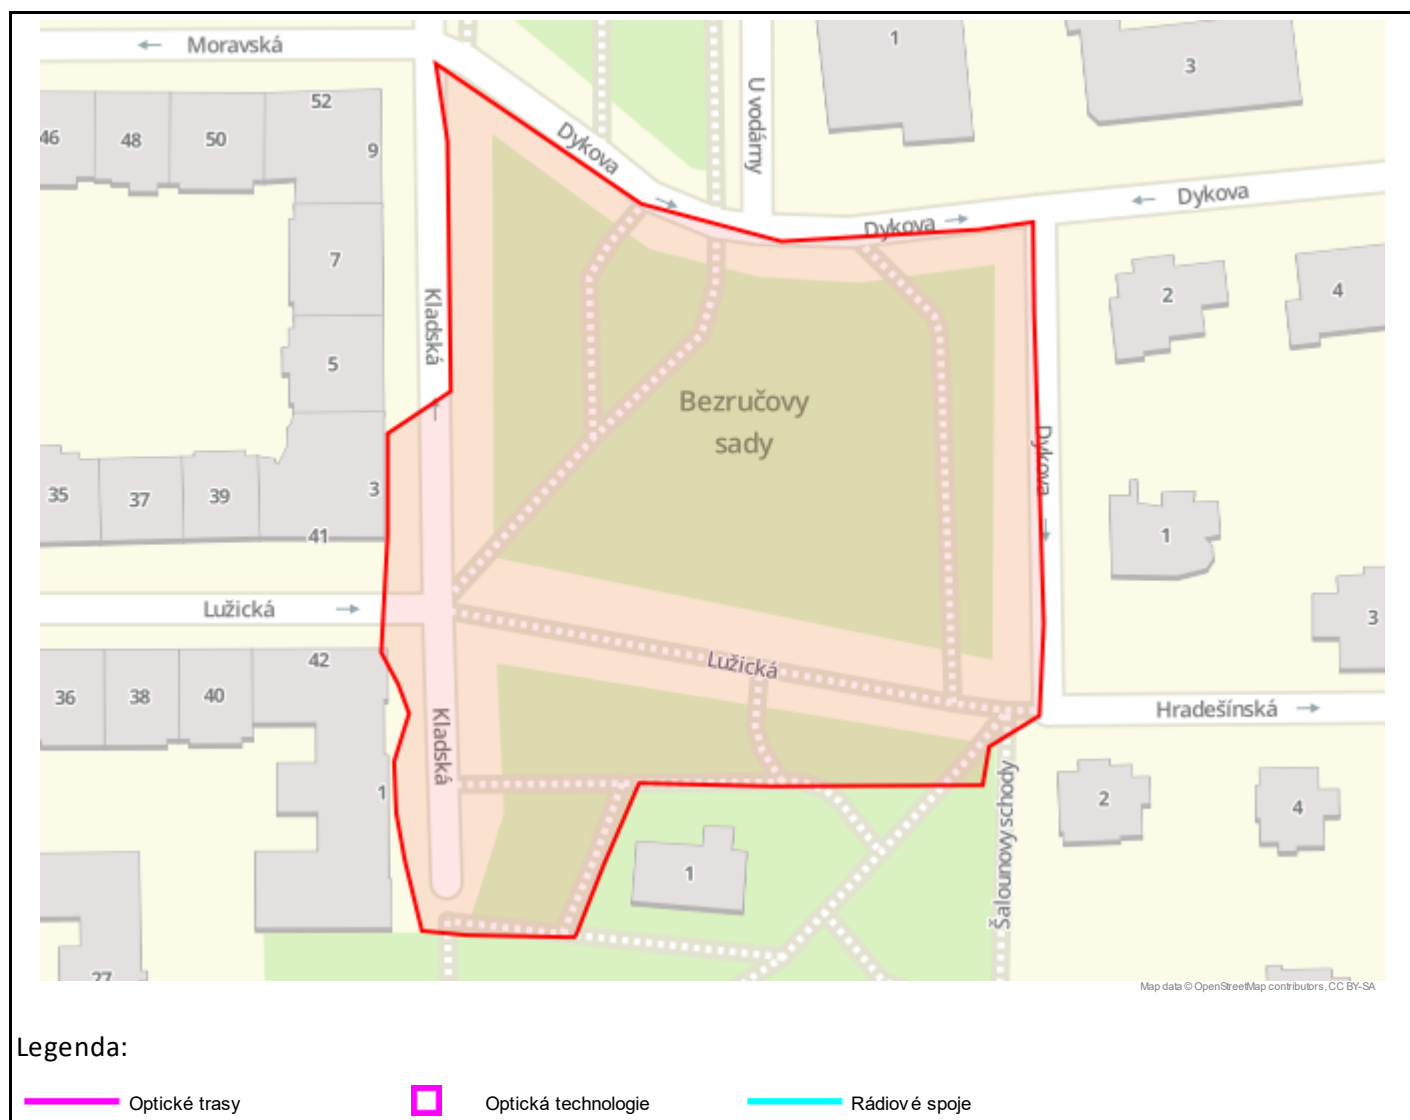 Moravská
1
3
52
46
48
50
9
Dykova
U vodárny
Dykova
Dykova
7
2
4
Kladská
5
Bezručovy
sady
Dykova
35
37
39
3
41
1
Lužická
3
42
Lužická
36
38
40
Kladská
Hradešínská
1
2
4
Šalounovy schody
1
27
Map data © OpenStreetMap contributors, CC BY-SA
Legenda:
Optické trasy
Optická technologie
Rádiové spoje